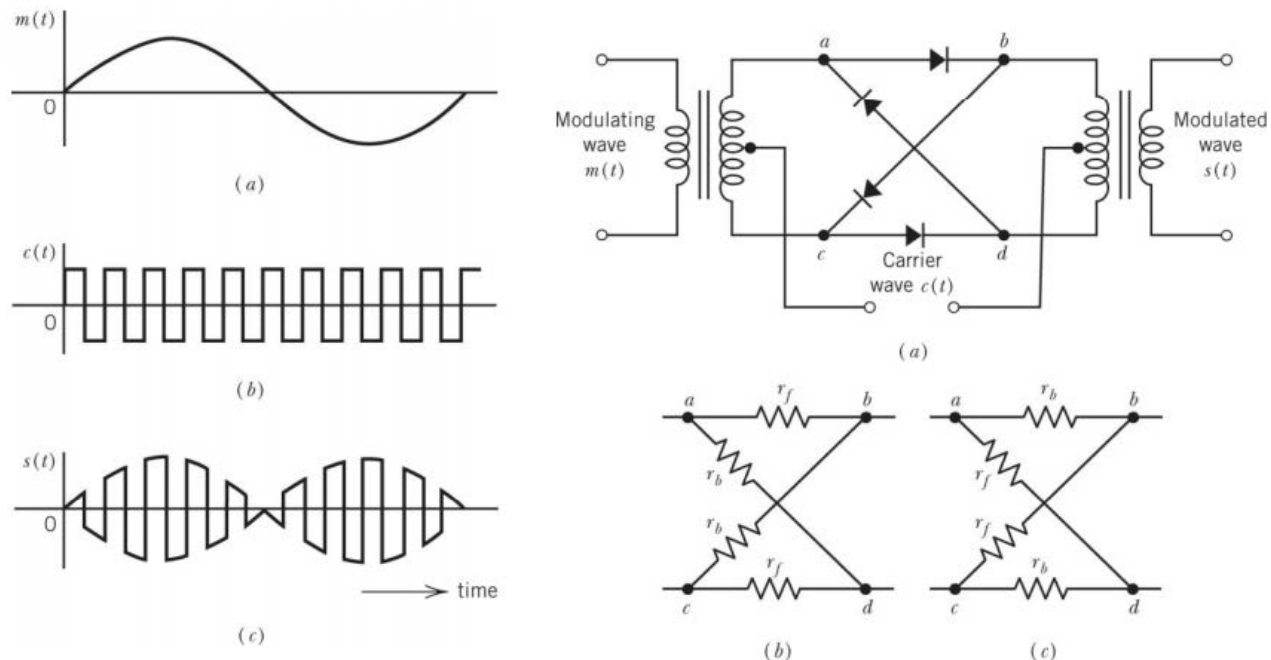 m(t)
0
(a)
c(t)
0
(b)
s(t)
0
time
(c)
a
b
Modulating
wave
m(t)
Modulated
wave
s(t)
c
d
Carrier
wave c(t)
(a)
a
r_f
b
r_b
r_b
r_f
c
d
(b)
a
r_b
b
r_f
r_f
r_b
c
d
(c)